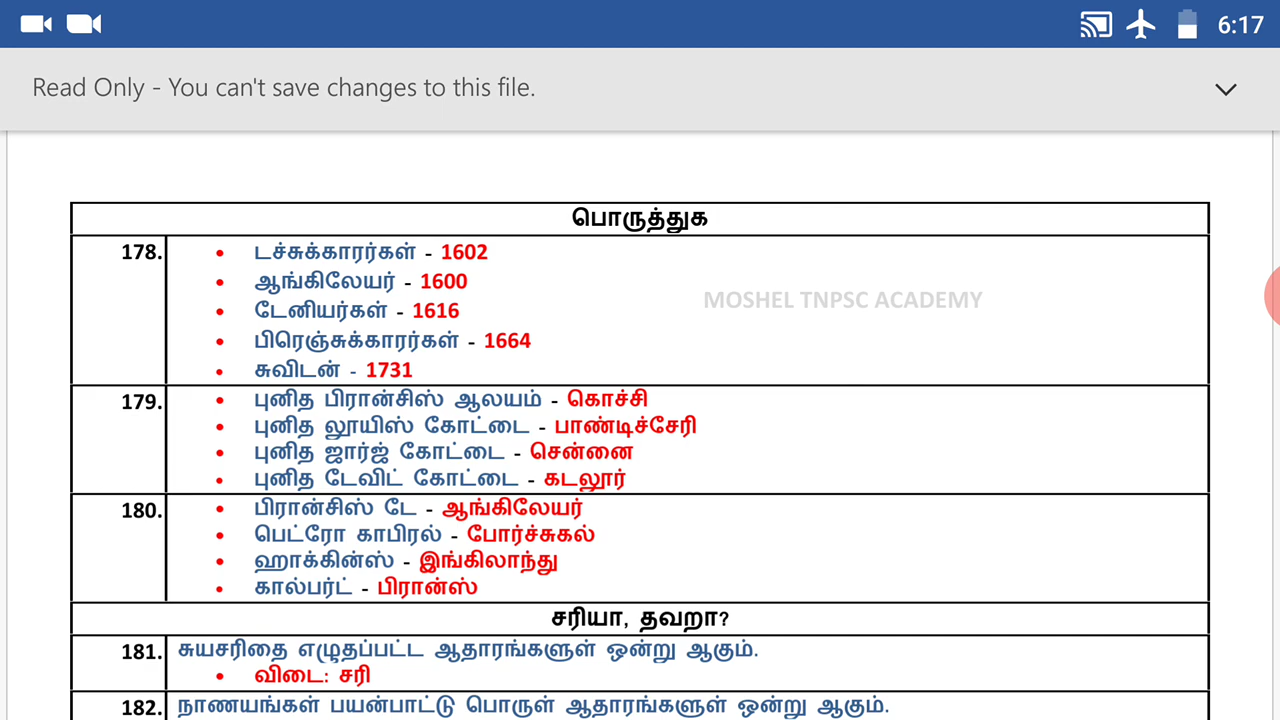 6:17
Read Only - You can't save changes to this file.
பொருத்துக
178. • டச்சுக்காரர்கள் - 1602
• ஆங்கிலேயர் - 1600
MOSHEL TNPSC ACADEMY
• டேனியர்கள் - 1616
• பிரெஞ்சுக்காரர்கள் - 1664
• சுவிடன் - 1731
179. • புனித பிரான்சிஸ் ஆலயம் - கொச்சி
• புனித லூயிஸ் கோட்டை - பாண்டிச்சேரி
• புனித ஜார்ஜ் கோட்டை - சென்னை
• புனித டேவிட் கோட்டை - கடலூர்
180. • பிரான்சிஸ் டே - ஆங்கிலேயர்
• பெட்ரோ காபிரல் - போர்ச்சுகல்
• ஹாக்கின்ஸ் - இங்கிலாந்து
• கால்பர்ட் - பிரான்ஸ்
சரியா, தவறா?
181. சுயசரிதை எழுதப்பட்ட ஆதாரங்களுள் ஒன்று ஆகும்.
• விடை: சரி
182. நாணயங்கள் பயன்பாட்டு பொருள் ஆதாரங்களுள் ஒன்று ஆகும்.